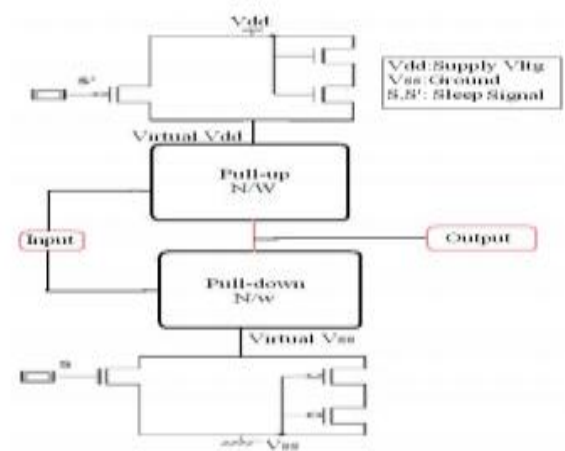 Vdd
S'
Vdd:Supply Vltg
Vss:Ground
S,S': Sleep Signal
Virtual Vdd
Pull-up
N/W
Input
Output
Pull-down
N/w
Virtual Vss
S
Vss